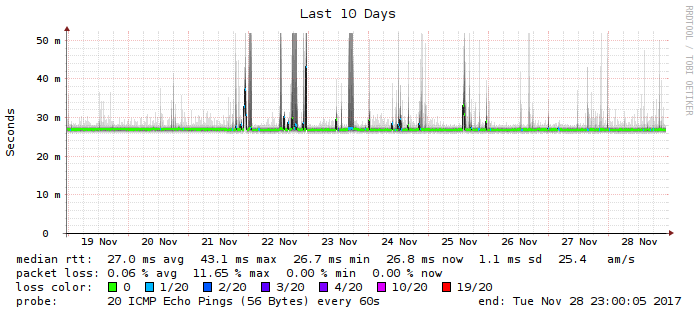 Last 10 Days
RRDTOOL / TOBI OETIKER
Seconds
50 m
40 m
30 m
20 m
10 m
0
19 Nov 20 Nov 21 Nov 22 Nov 23 Nov 24 Nov 25 Nov 26 Nov 27 Nov 28 Nov
median rtt: 27.0 ms avg 43.1 ms max 26.7 ms min 26.8 ms now 1.1 ms sd 25.4 am/s
packet loss: 0.06 % avg 11.65 % max 0.00 % min 0.00 % now
loss color: 0 1/20 2/20 3/20 4/20 10/20 19/20
probe: 20 ICMP Echo Pings (56 Bytes) every 60s end: Tue Nov 28 23:00:05 2017